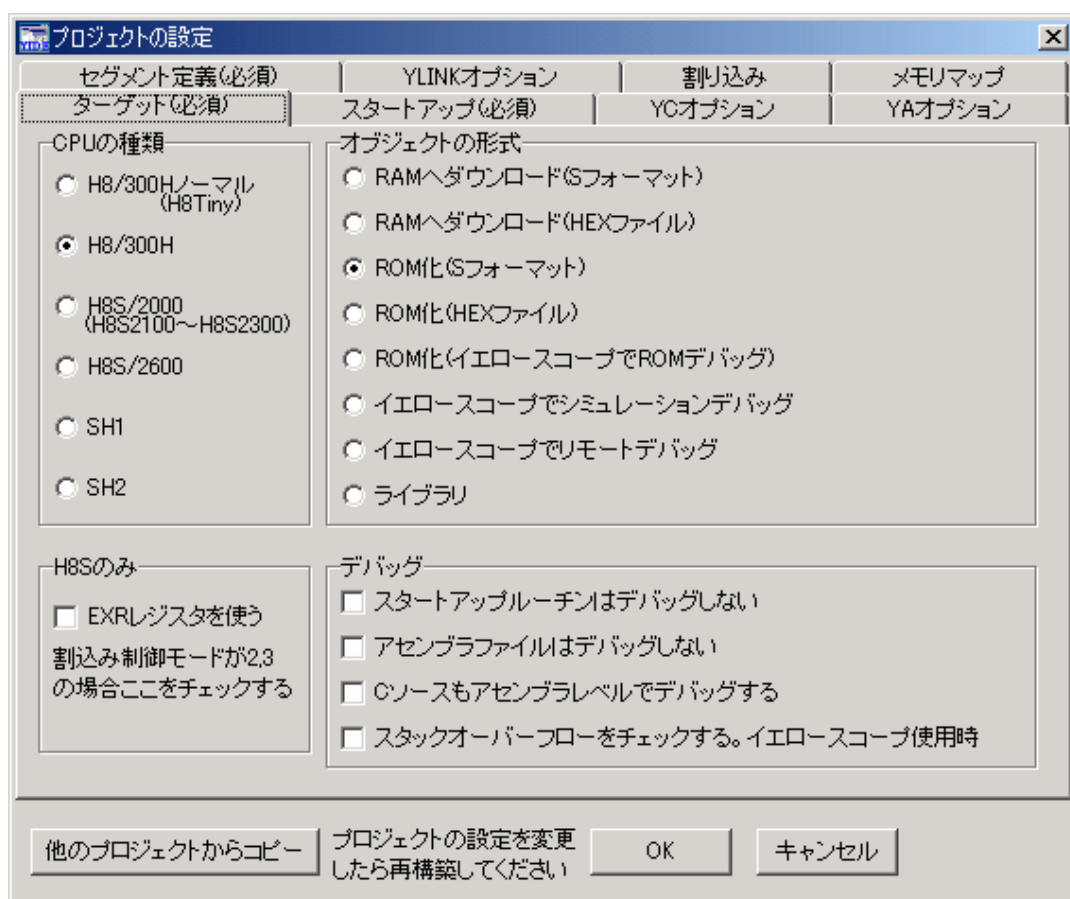 プロジェクトの設定
セグメント定義(必須)
YLINKオプション
割り込み
メモリマップ
ターゲット(必須)
スタートアップ(必須)
YCオプション
YAオプション
CPUの種類
H8/300Hノーマル
(H8Tiny)
H8/300H
H8S/2000
(H8S2100～H8S2300)
H8S/2600
SH1
SH2
オブジェクトの形式
RAMへダウンロード(Sフォーマット)
RAMへダウンロード(HEXファイル)
ROM化(Sフォーマット)
ROM化(HEXファイル)
ROM化(イエロースコープでROMデバッグ)
イエロースコープでシミュレーションデバッグ
イエロースコープでリモートデバッグ
ライブラリ
H8Sのみ
EXRレジスタを使う
割込み制御モードが2,3
の場合ここをチェックする
デバッグ
スタートアップルーチンはデバッグしない
アセンブラファイルはデバッグしない
Cソースもアセンブラレベルでデバッグする
スタックオーバーフローをチェックする。イエロースコープ使用時
他のプロジェクトからコピー
プロジェクトの設定を変更
したら再構築してください
OK
キャンセル